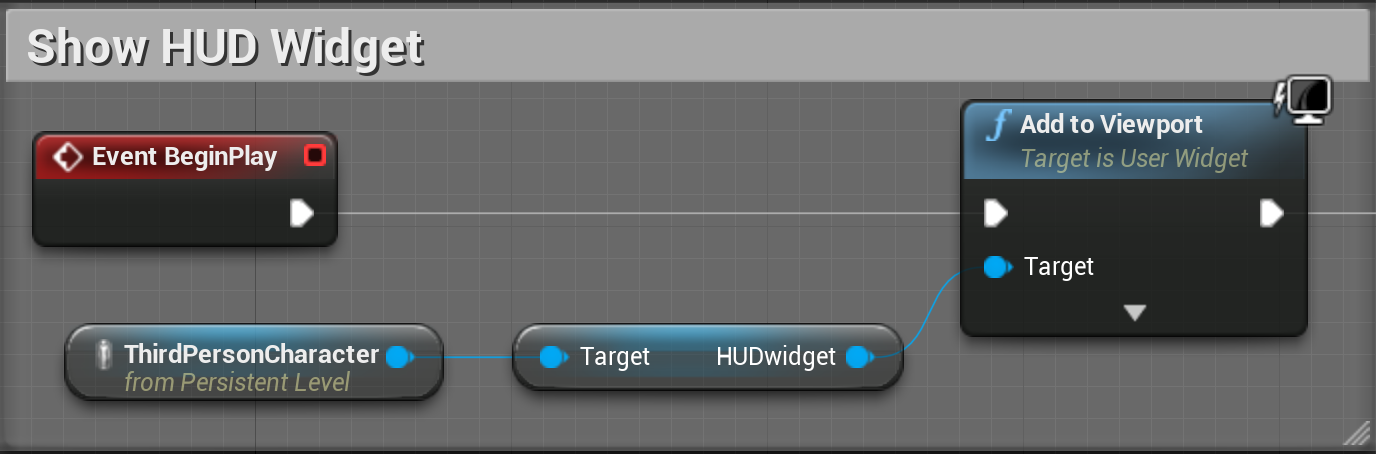 Show HUD Widget
Event BeginPlay
f Add to Viewport
Target is User Widget
Target
ThirdPersonCharacter
from Persistent Level
Target HUDwidget